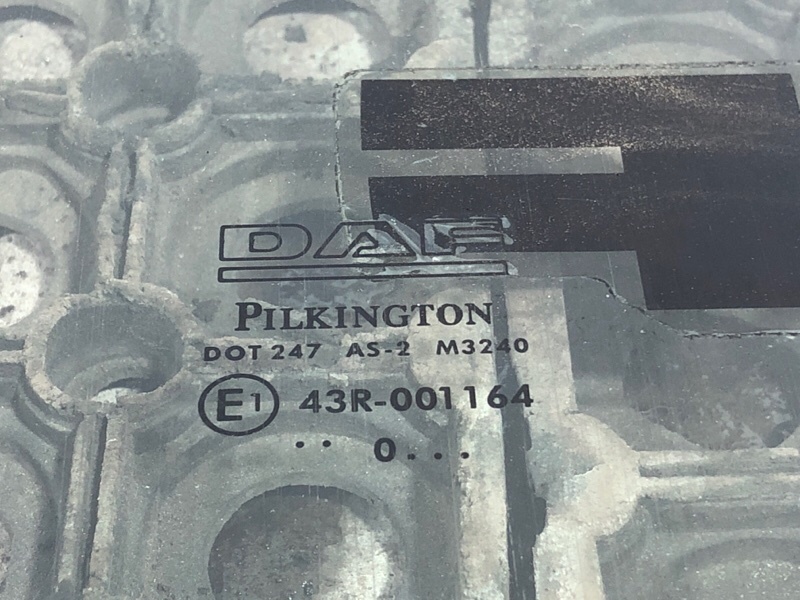 DAF
PILKINGTON
DOT 247 AS-2 M3240
E1 43R-001164
.. 0...